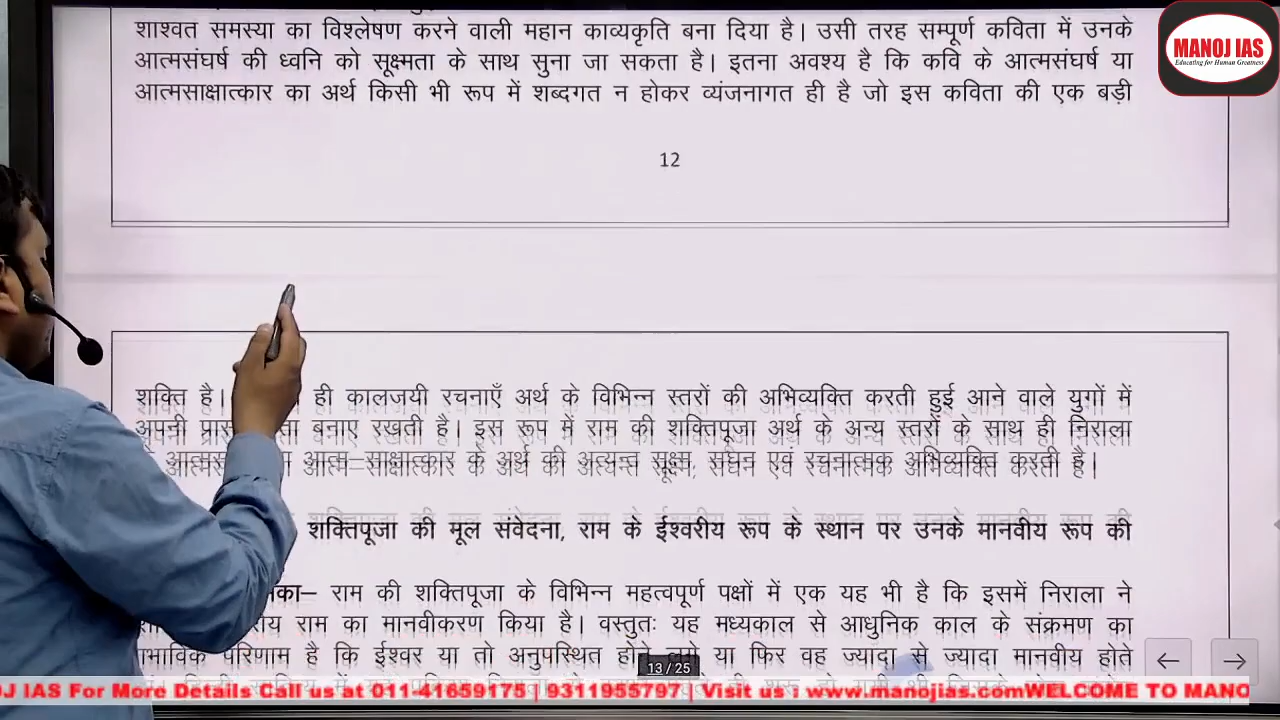 शाश्वत समस्या का विश्लेषण करने वाली महान काव्यकृति बना दिया है। उसी तरह सम्पूर्ण कविता में उनके
आत्मसंघर्ष की ध्वनि को सूक्ष्मता के साथ सुना जा सकता है। इतना अवश्य है कि कवि के आत्मसंघर्ष या
आत्मसाक्षात्कार का अर्थ किसी भी रूप में शब्दगत न होकर व्यंजनागत ही है जो इस कविता की एक बड़ी
MANOJ IAS
Educating for Human Greatness
12
शक्ति है। ही कालजयी रचनाएँ अर्थ के विभिन्न स्तरों की अभिव्यक्ति करती हुई आने वाले युगों में
अपनी बनाए रखती है। इस रूप में राम की शक्तिपूजा अर्थ के अन्य स्तरों के साथ ही निराला
आत्म–साक्षात्कार के अर्थ की अत्यन्त सूक्ष्म, सघन एवं रचनात्मक अभिव्यक्ति करती है।
शक्तिपूजा की मूल संवेदना, राम के ईश्वरीय रूप के स्थान पर उनके मानवीय रूप की
राम की शक्तिपूजा के विभिन्न महत्वपूर्ण पक्षों में एक यह भी है कि इसमें निराला ने
राम का मानवीकरण किया है। वस्तुतः यह मध्यकाल से आधुनिक काल के संक्रमण का
परिणाम है कि ईश्वर या तो अनुपस्थित होने लगे या फिर वह ज्यादा से ज्यादा मानवीय होते
13 / 25
IAS For More Details Call us at 011-41659175 | 9311955797 | Visit us : www.manojias.comWELCOME TO MANO